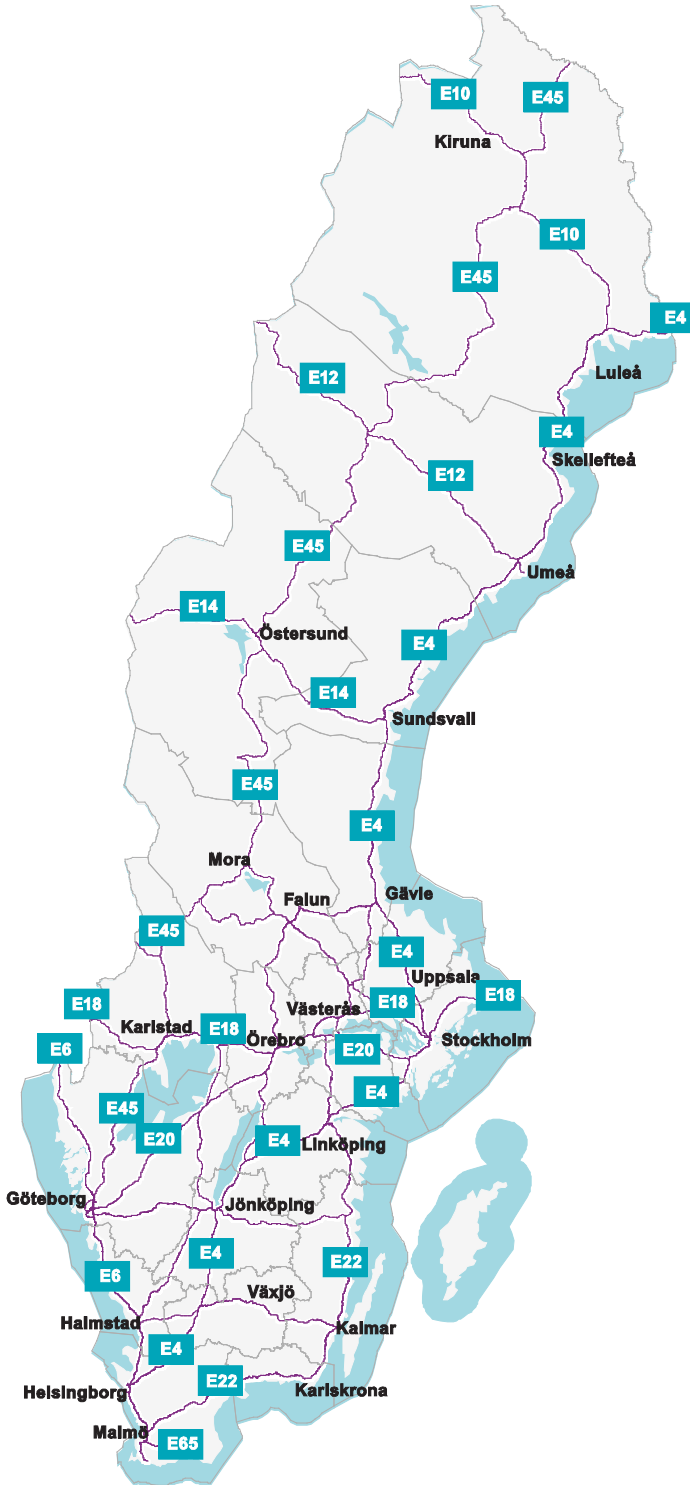 E10
E45
Kiruna
E10
E45
E4
Luleå
E12
E4
Skellefteå
E12
E45
Umeå
E14
Östersund
E4
E14
Sundsvall
E45
E4
Mora
Falun
Gävle
E45
E4
Uppsala
E18
E18
E18
Västerås
Karlstad
E18
Örebro
Stockholm
E6
E20
E4
E45
E20
E4
Linköping
Göteborg
Jönköping
E4
E22
E6
Växjö
Halmstad
Kalmar
E4
E22
Helsingborg
Karlskrona
Malmö
E65